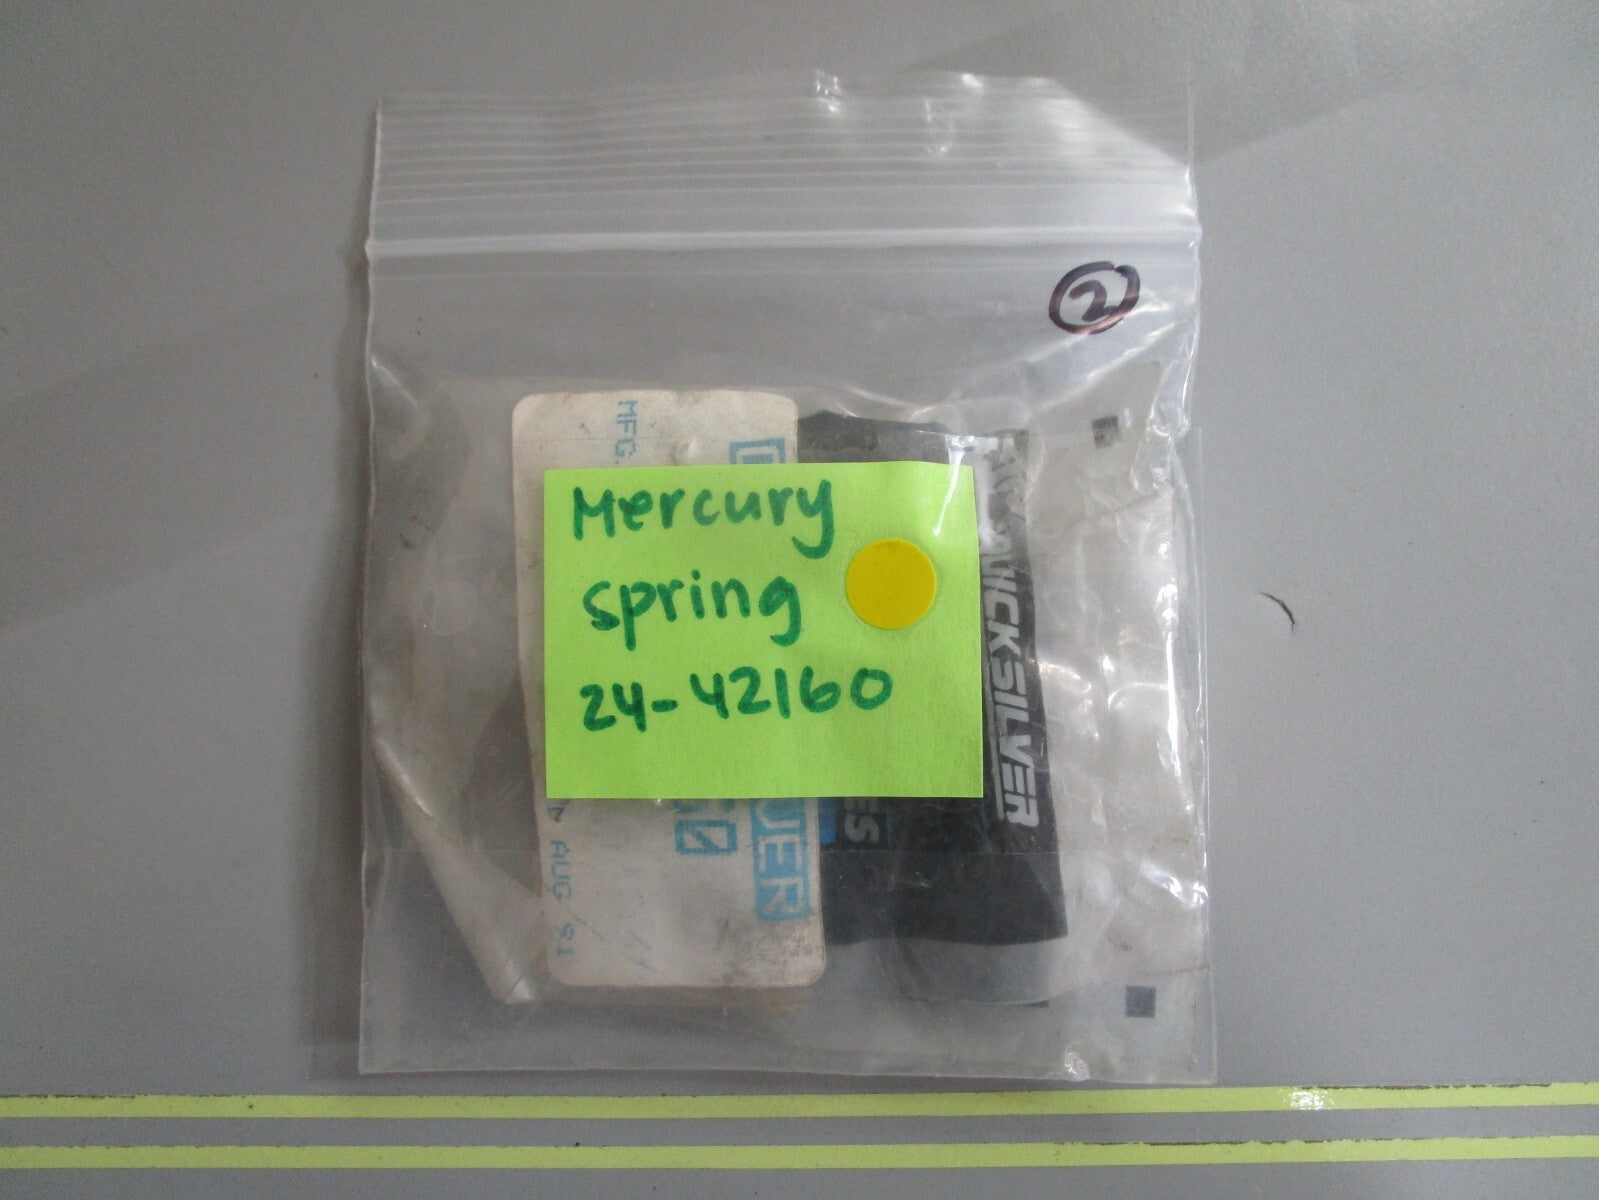 2
Mercury
spring
24-42160
MFG.
QUICKSILVER
AUG 91